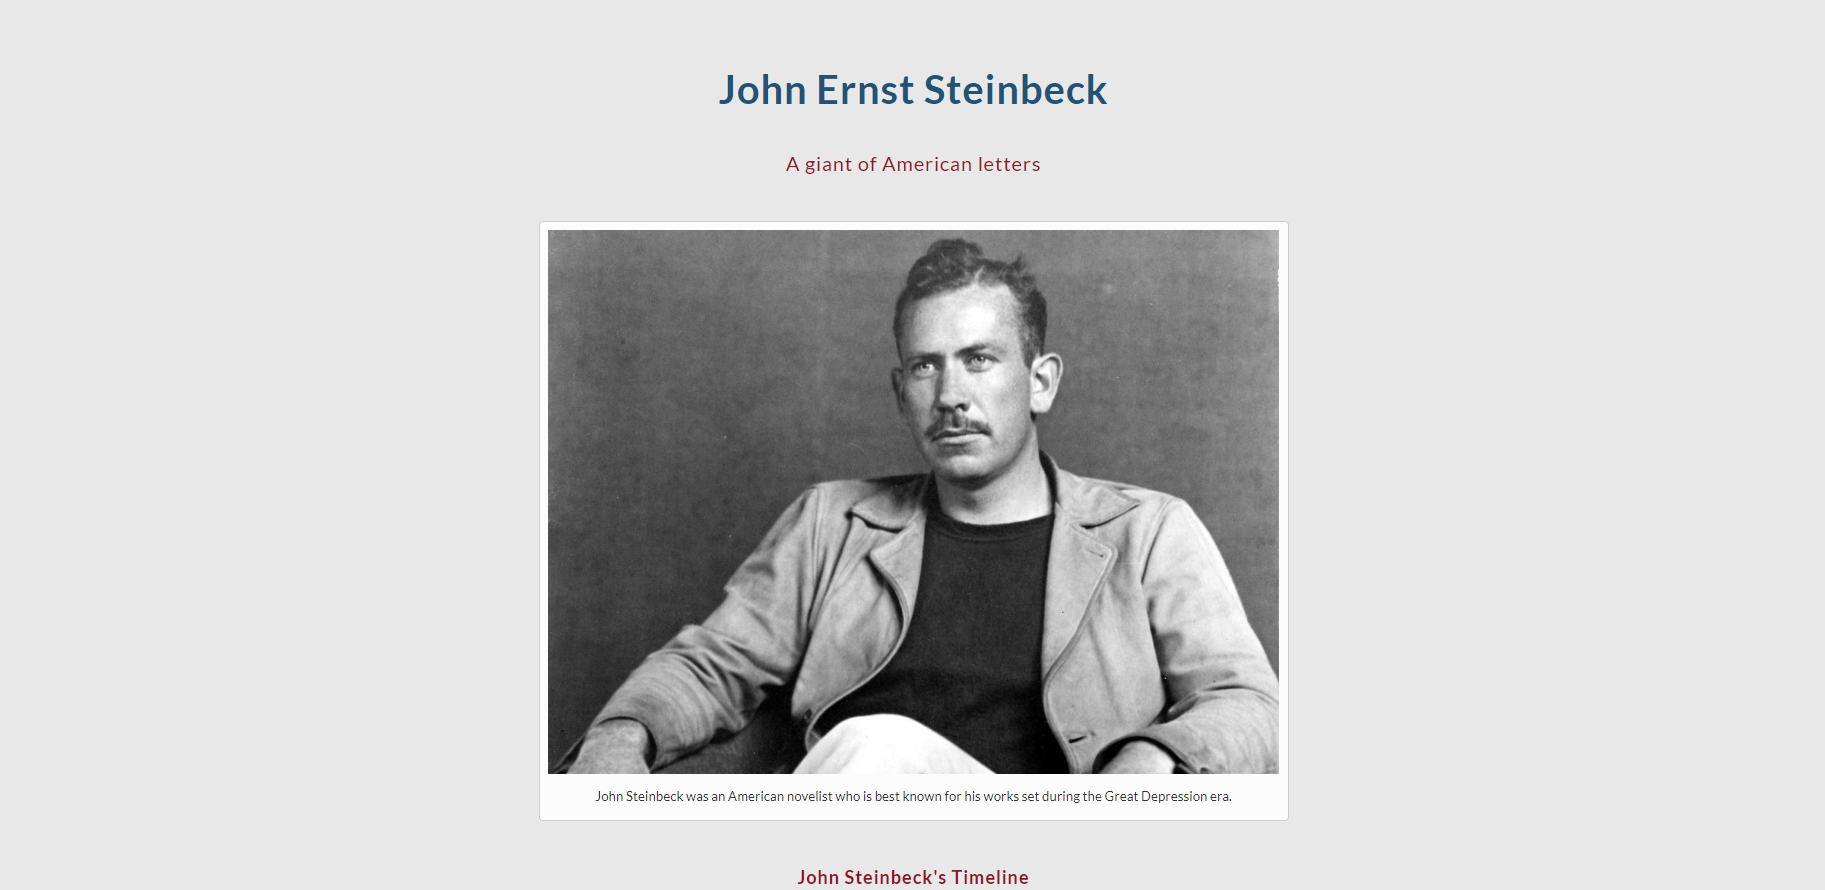 John Ernst Steinbeck
A giant of American letters
John Steinbeck was an American novelist who is best known for his works set during the Great Depression era.
John Steinbeck's Timeline